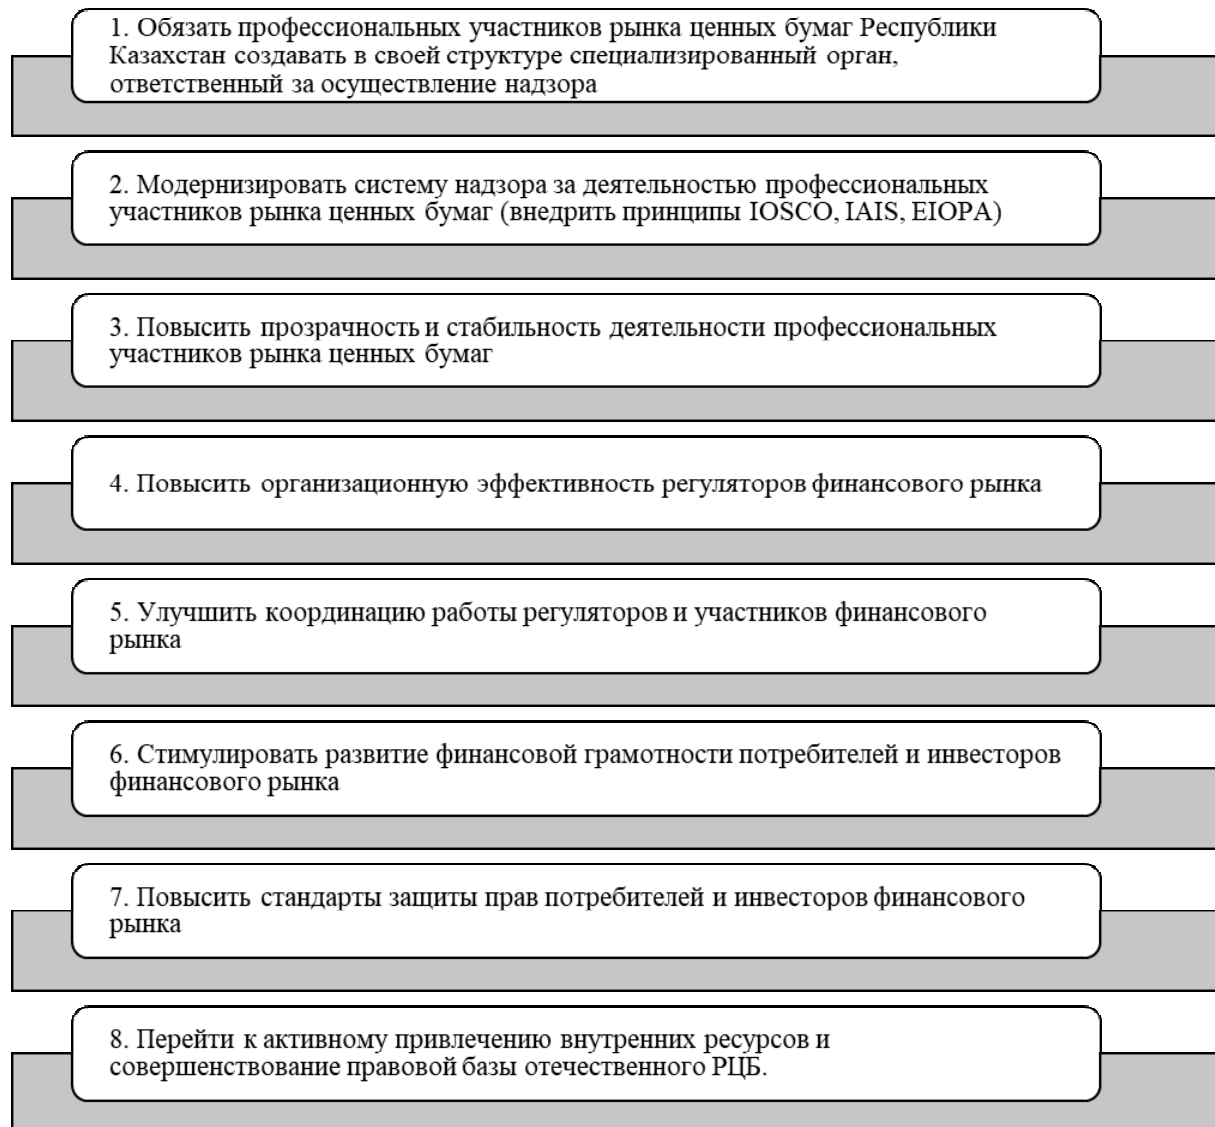 1. Обязать профессиональных участников рынка ценных бумаг Республики
Казахстан создавать в своей структуре специализированный орган,
ответственный за осуществление надзора
2. Модернизировать систему надзора за деятельностью профессиональных
участников рынка ценных бумаг (внедрить принципы IOSCO, IAIS, EIOPA)
3. Повысить прозрачность и стабильность деятельности профессиональных
участников рынка ценных бумаг
4. Повысить организационную эффективность регуляторов финансового рынка
5. Улучшить координацию работы регуляторов и участников финансового
рынка
6. Стимулировать развитие финансовой грамотности потребителей и инвесторов
финансового рынка
7. Повысить стандарты защиты прав потребителей и инвесторов финансового
рынка
8. Перейти к активному привлечению внутренних ресурсов и
совершенствование правовой базы отечественного РЦБ.